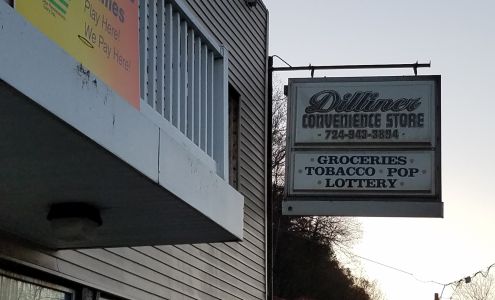 Play Here!
We Pay Here!
Dilliner
CONVENIENCE STORE
724-943-3894
GROCERIES
TOBACCO • POP
LOTTERY